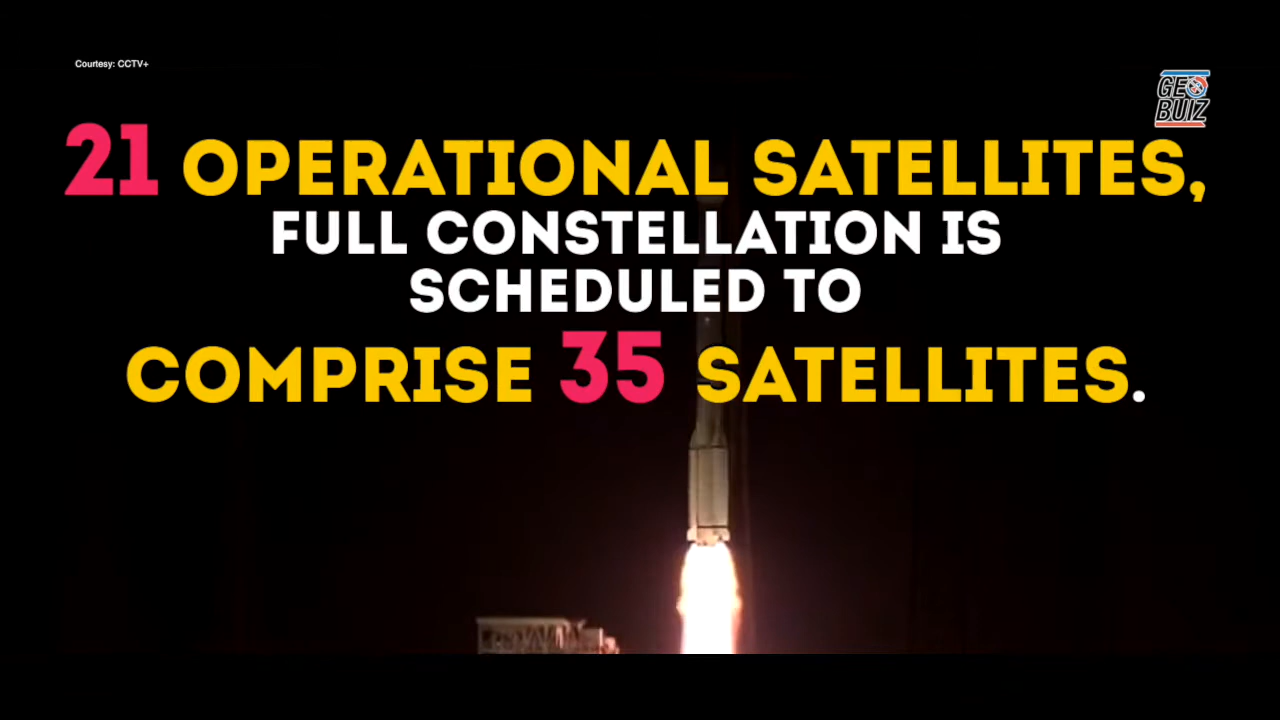 Courtesy: CCTV+
GEO
BUIZ
21 OPERATIONAL SATELLITES,
FULL CONSTELLATION IS
SCHEDULED TO
COMPRISE 35 SATELLITES.